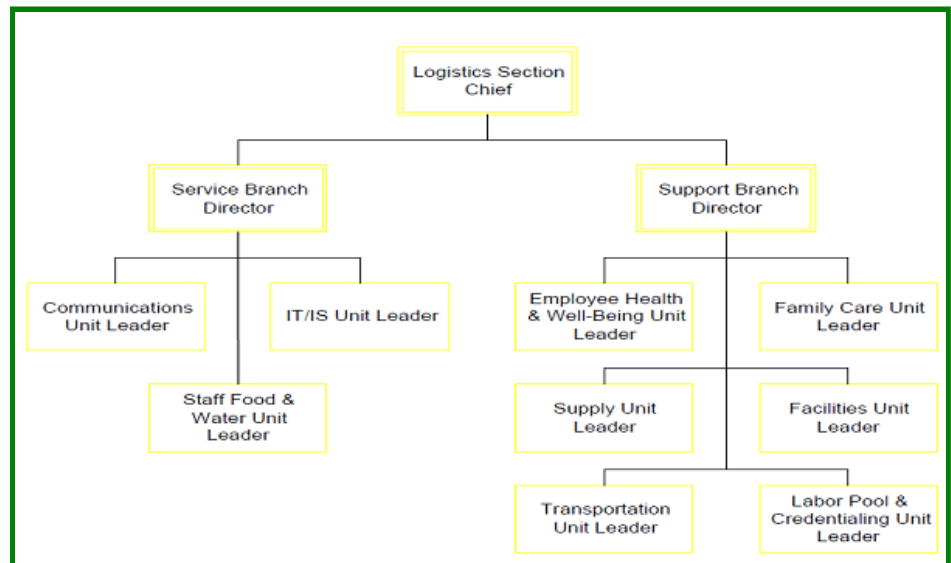 Logistics Section
Chief
Service Branch
Director
Support Branch
Director
Communications
Unit Leader
IT/IS Unit Leader
Employee Health
& Well-Being Unit
Leader
Family Care Unit
Leader
Staff Food &
Water Unit
Leader
Supply Unit
Leader
Facilities Unit
Leader
Transportation
Unit Leader
Labor Pool &
Credentialing Unit
Leader